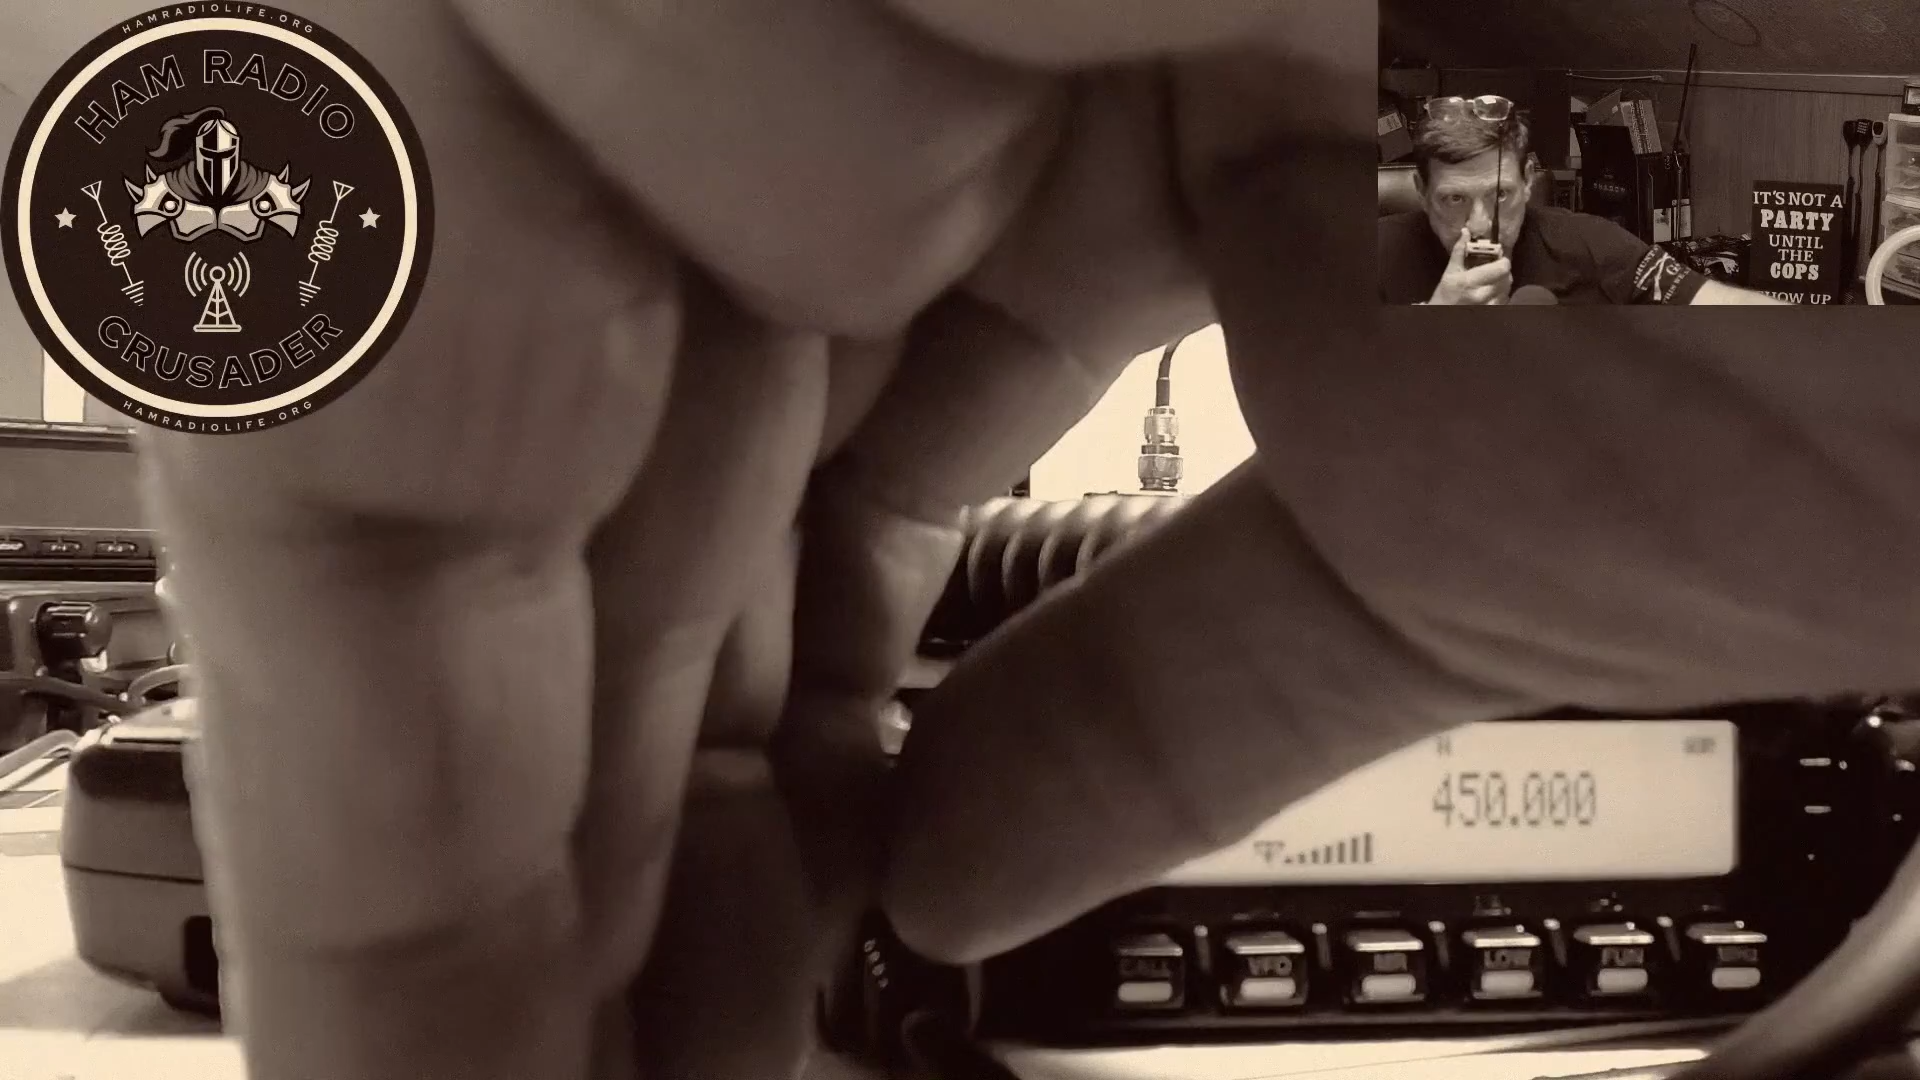 HAMRADIOLIFE.ORG
HAM RADIO
CRUSADER
HAMRADIOLIFE.ORG
IT'S NOT A
PARTY
UNTIL
THE
COPS
SHOW UP
450.000
CALL
VFO
MR
LOW
FUN